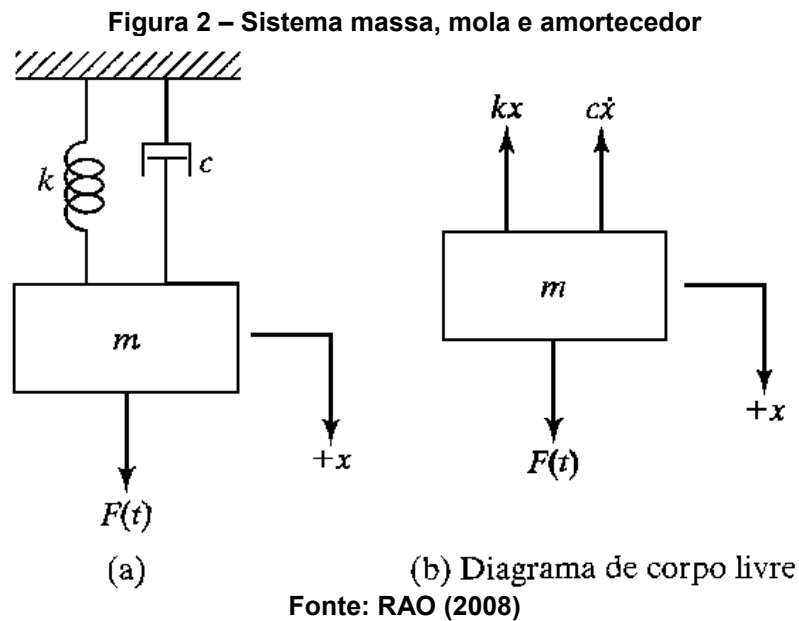 Figura 2 – Sistema massa, mola e amortecedor
kx cẋ
k c
m m
+x +x
F(t) F(t)
(a) (b) Diagrama de corpo livre
Fonte: RAO (2008)